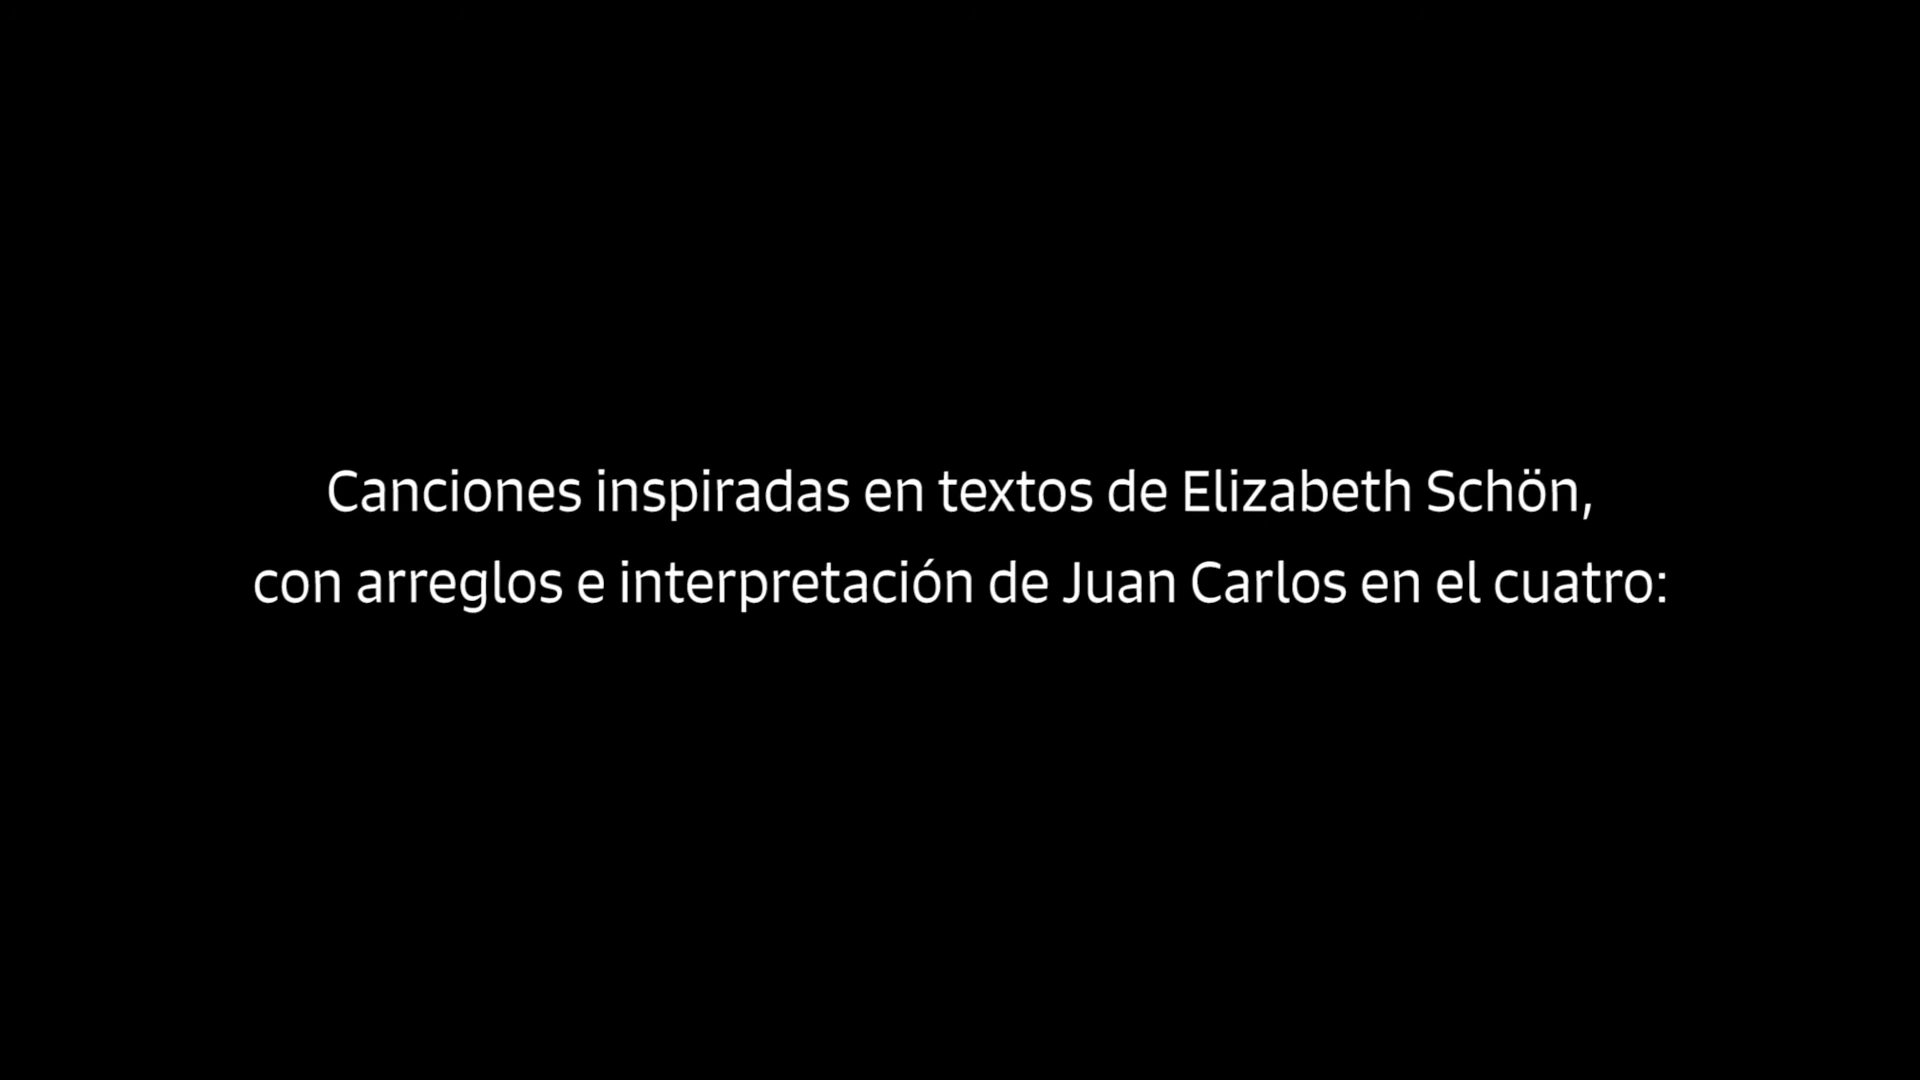 Canciones inspiradas en textos de Elizabeth Schön,
con arreglos e interpretación de Juan Carlos en el cuatro: